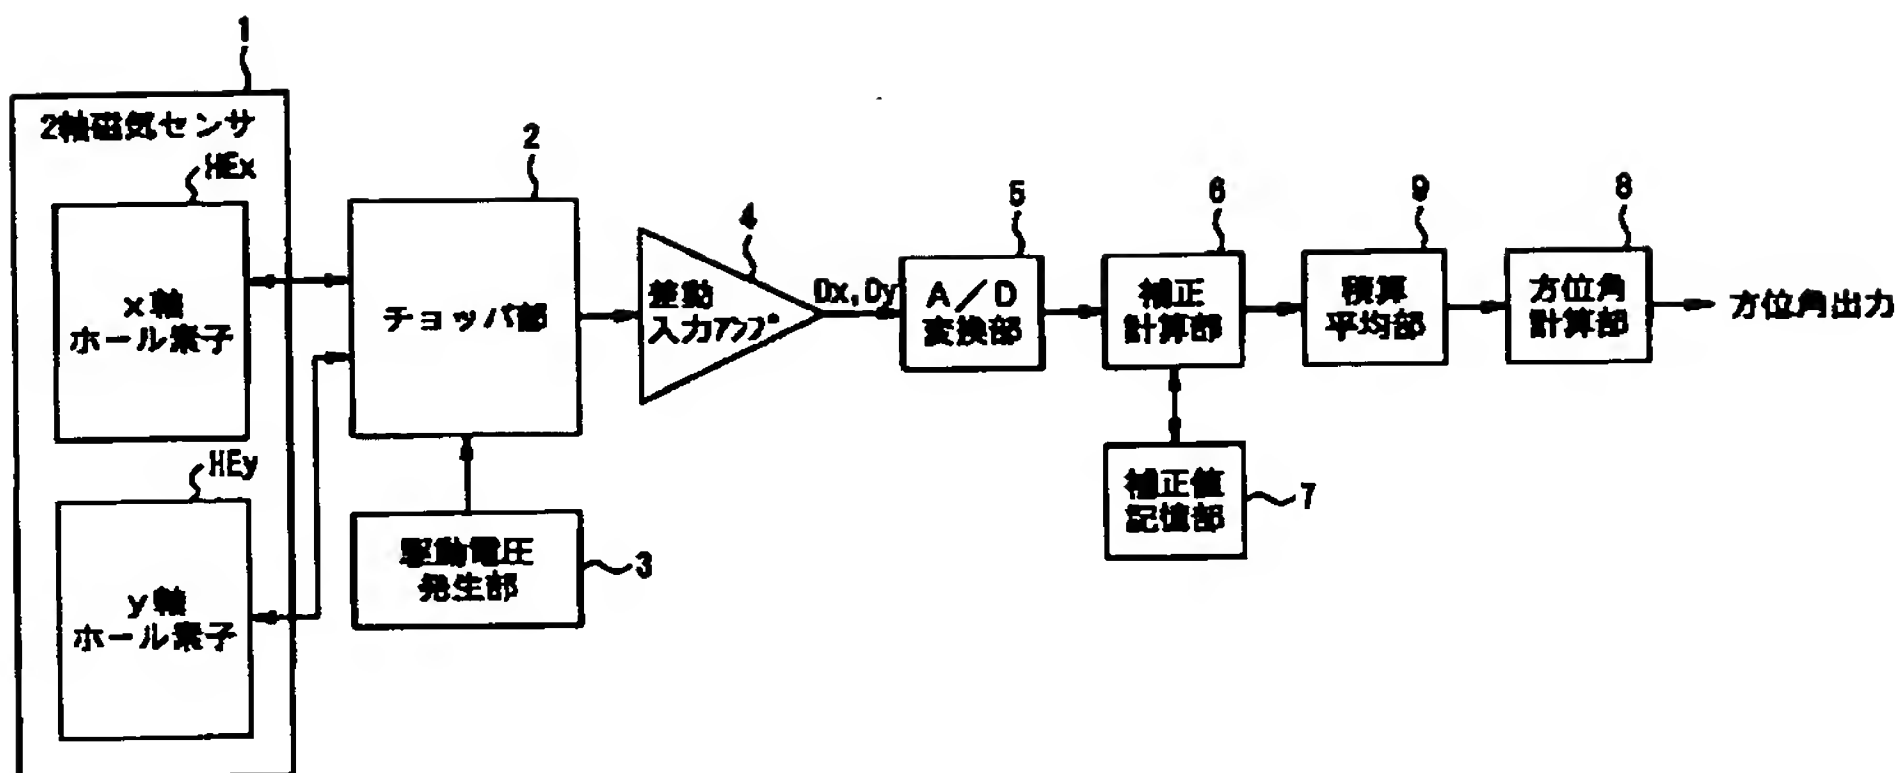 1
2軸磁気センサ
HEx
x軸
ホール素子
HEy
y軸
ホール素子
2
チョッパ部
駆動電圧
発生部
3
4
差動
入力アンプ
Dx,Dy
5
A/D
変換部
6
補正
計算部
補正値
記憶部
7
9
積算
平均部
8
方位角
計算部
方位角出力